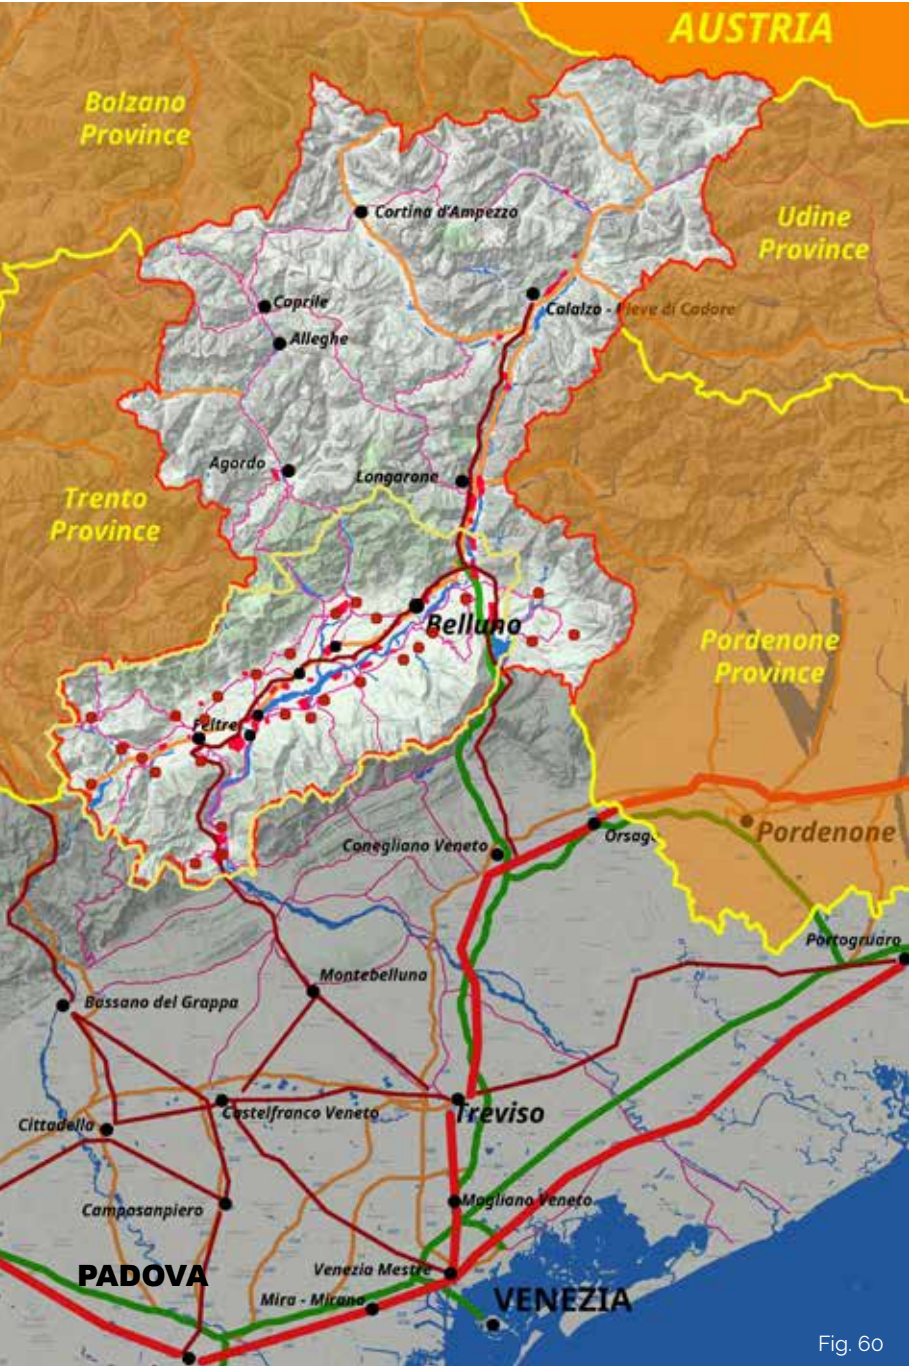 AUSTRIA
Bolzano
Province
Cortina d'Ampezzo
Udine
Province
Caprile
Calalzo - Pieve di Cadore
Alleghe
Agordo
Longarone
Trento
Province
Belluno
Pordenone
Province
Feltre
Pordenone
Orsago
Conegliano Veneto
Portogruaro
Montebelluna
Bassano del Grappa
Castelfranco Veneto
Treviso
Cittadella
Mogliano Veneto
Camposanpiero
Venezia Mestre
PADOVA
Mira - Mirano
VENEZIA
Fig. 60